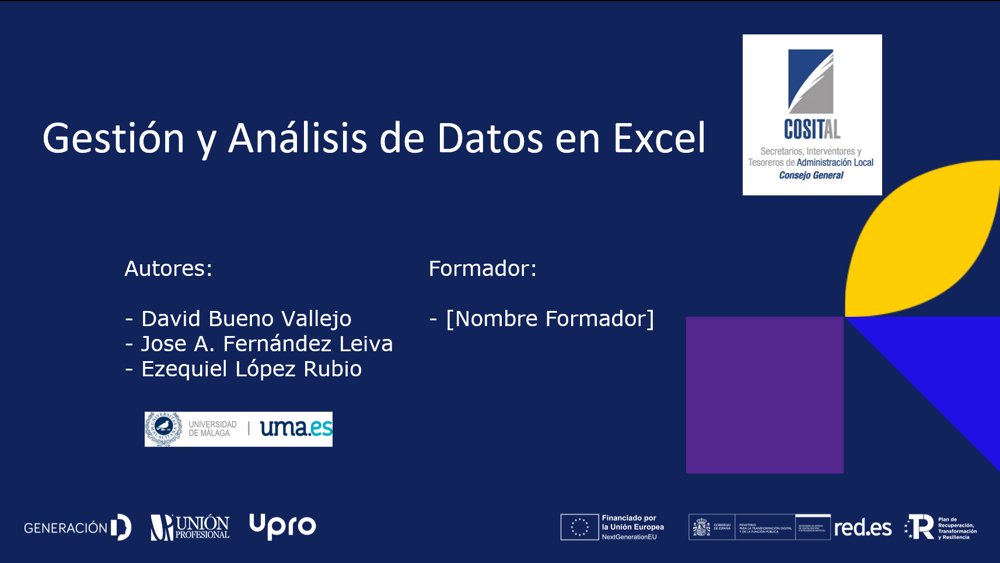 Gestión y Análisis de Datos en Excel
COSITAL
Secretarios, Interventores y
Tesoreros de Administración Local
Consejo General
Autores:
- David Bueno Vallejo
- Jose A. Fernández Leiva
- Ezequiel López Rubio
Formador:
- [Nombre Formador]
UNIVERSIDAD
DE MÁLAGA
uma.es
GENERACIÓN D
UNIÓN
PROFESIONAL
Upro
Financiado por
la Unión Europea
NextGenerationEU
GOBIERNO
DE ESPAÑA
MINISTERIO
PARA LA TRANSFORMACIÓN DIGITAL
Y DE LA FUNCIÓN PÚBLICA
SECRETARÍA DE ESTADO
DE DIGITALIZACIÓN
E INTELIGENCIA ARTIFICIAL
red.es
TR
Plan de
Recuperación,
Transformación
y Resiliencia